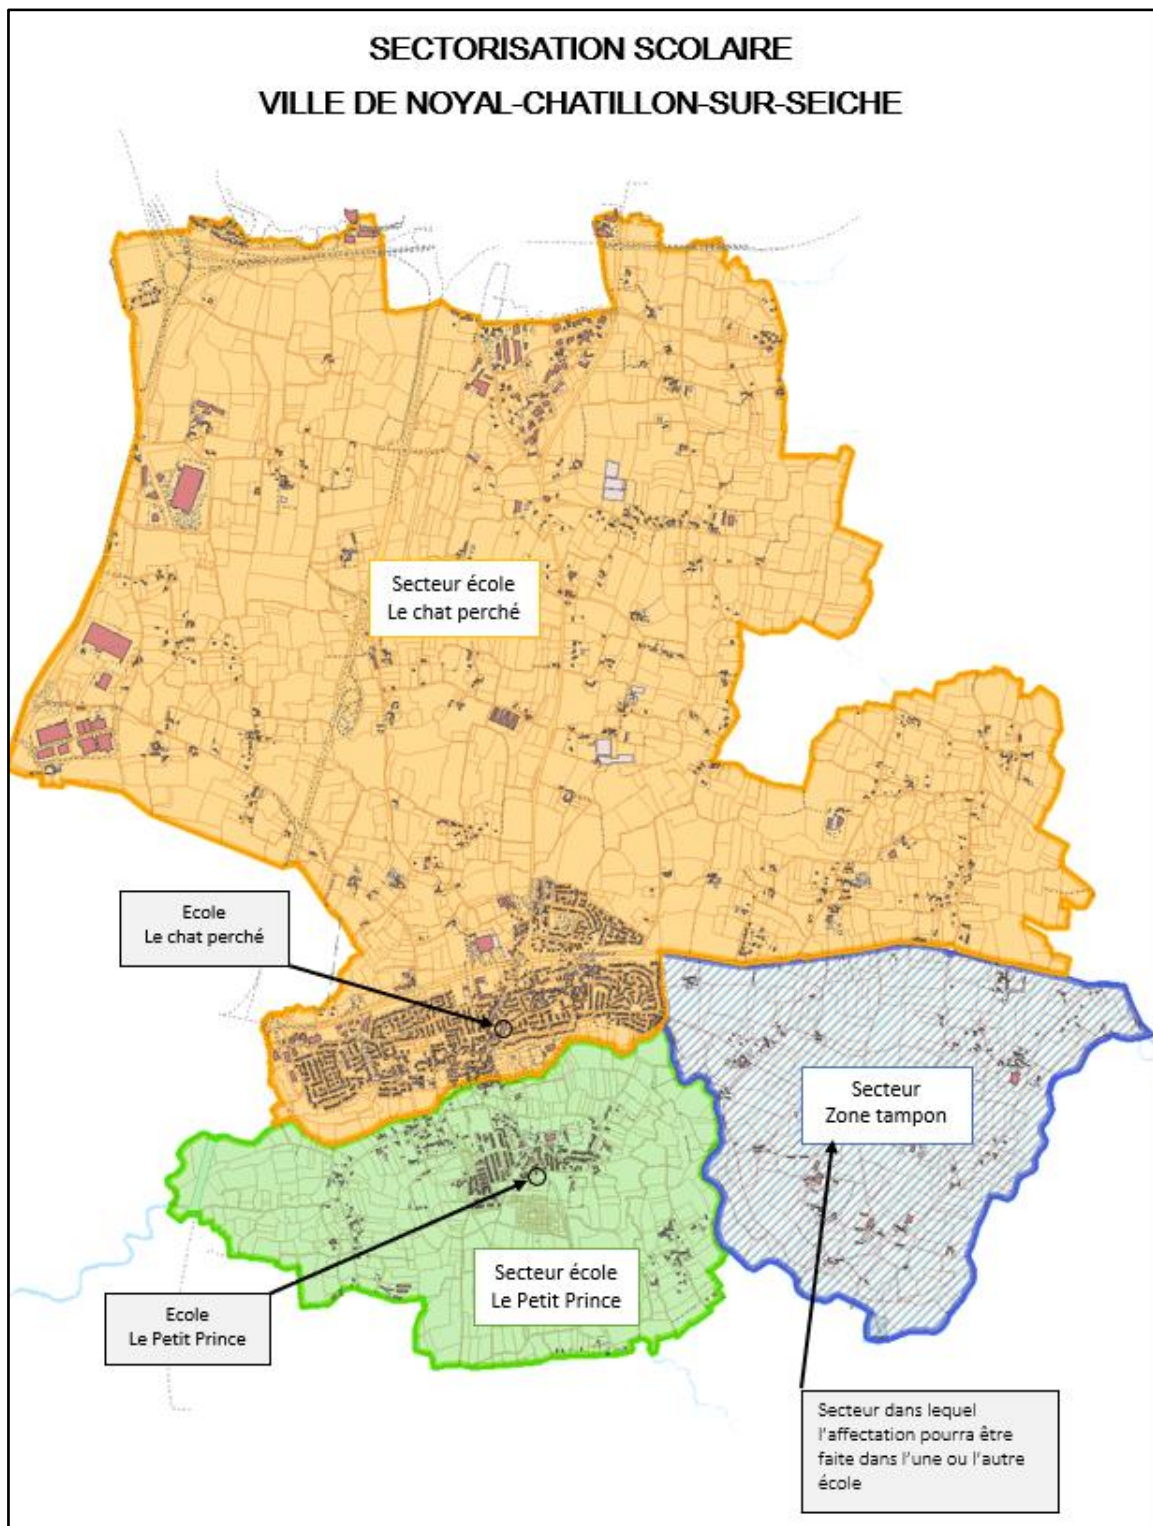 SECTORISATION SCOLAIRE
VILLE DE NOYAL-CHATILLON-SUR-SEICHE
Secteur école
Le chat perché
Ecole
Le chat perché
Secteur
Zone tampon
Secteur école
Le Petit Prince
Ecole
Le Petit Prince
Secteur dans lequel
l'affectation pourra être
faite dans l'une ou l'autre
école